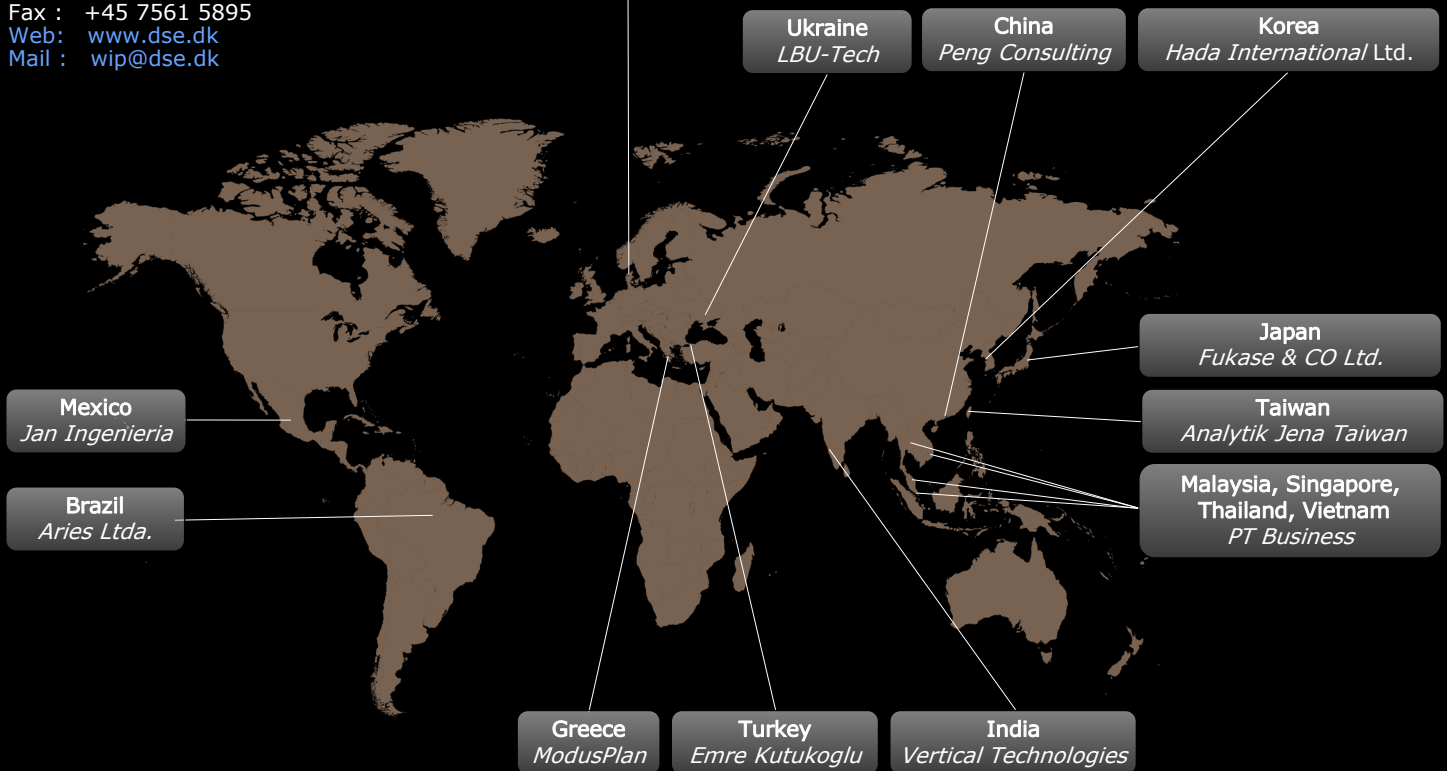 Fax : +45 7561 5895
Web: www.dse.dk
Mail : wip@dse.dk
Ukraine
LBU-Tech
China
Peng Consulting
Korea
Hada International Ltd.
Japan
Fukase & CO Ltd.
Mexico
Jan Ingenieria
Taiwan
Analytik Jena Taiwan
Malaysia, Singapore,
Thailand, Vietnam
PT Business
Brazil
Aries Ltda.
Greece
ModusPlan
Turkey
Emre Kutukoglu
India
Vertical Technologies